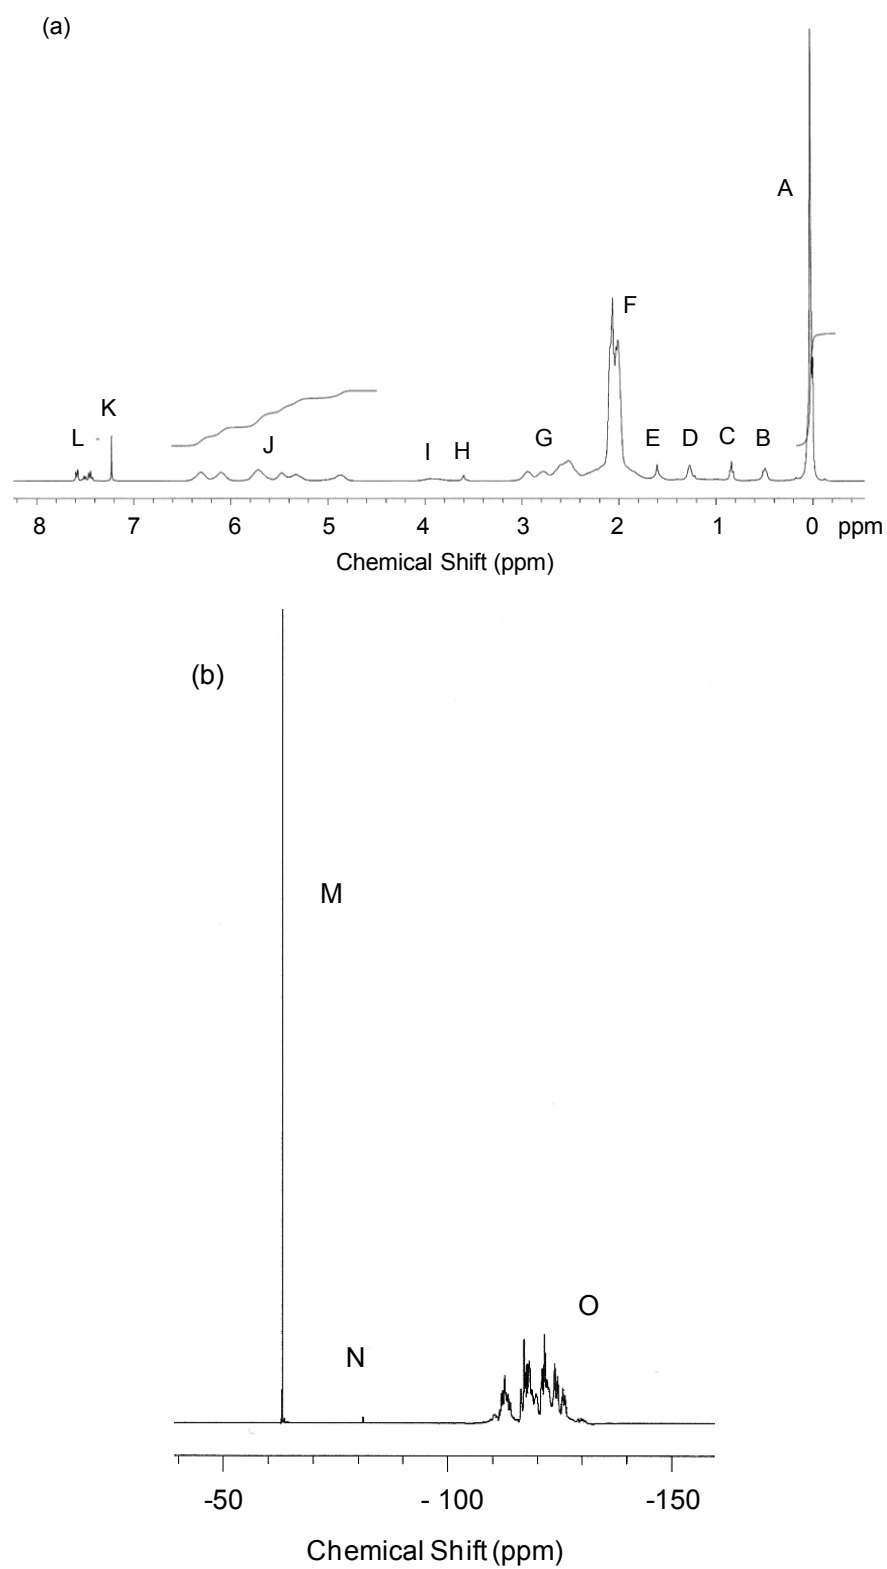 (a)
A
F
K
L
J
I
H
G
E
D
C
B
8 7 6 5 4 3 2 1 0 ppm
Chemical Shift (ppm)
(b)
M
O
N
-50 - 100 -150
Chemical Shift (ppm)